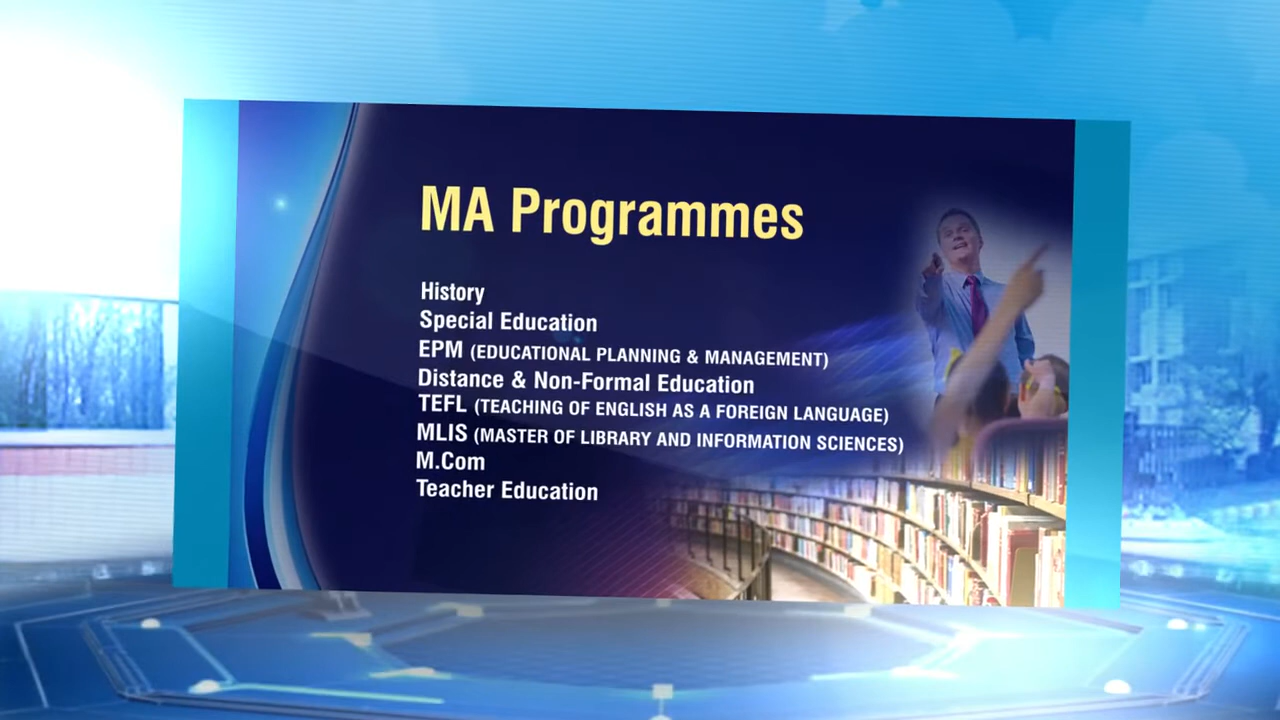 MA Programmes
History
Special Education
EPM (EDUCATIONAL PLANNING & MANAGEMENT)
Distance & Non-Formal Education
TEFL (TEACHING OF ENGLISH AS A FOREIGN LANGUAGE)
MLIS (MASTER OF LIBRARY AND INFORMATION SCIENCES)
M.Com
Teacher Education